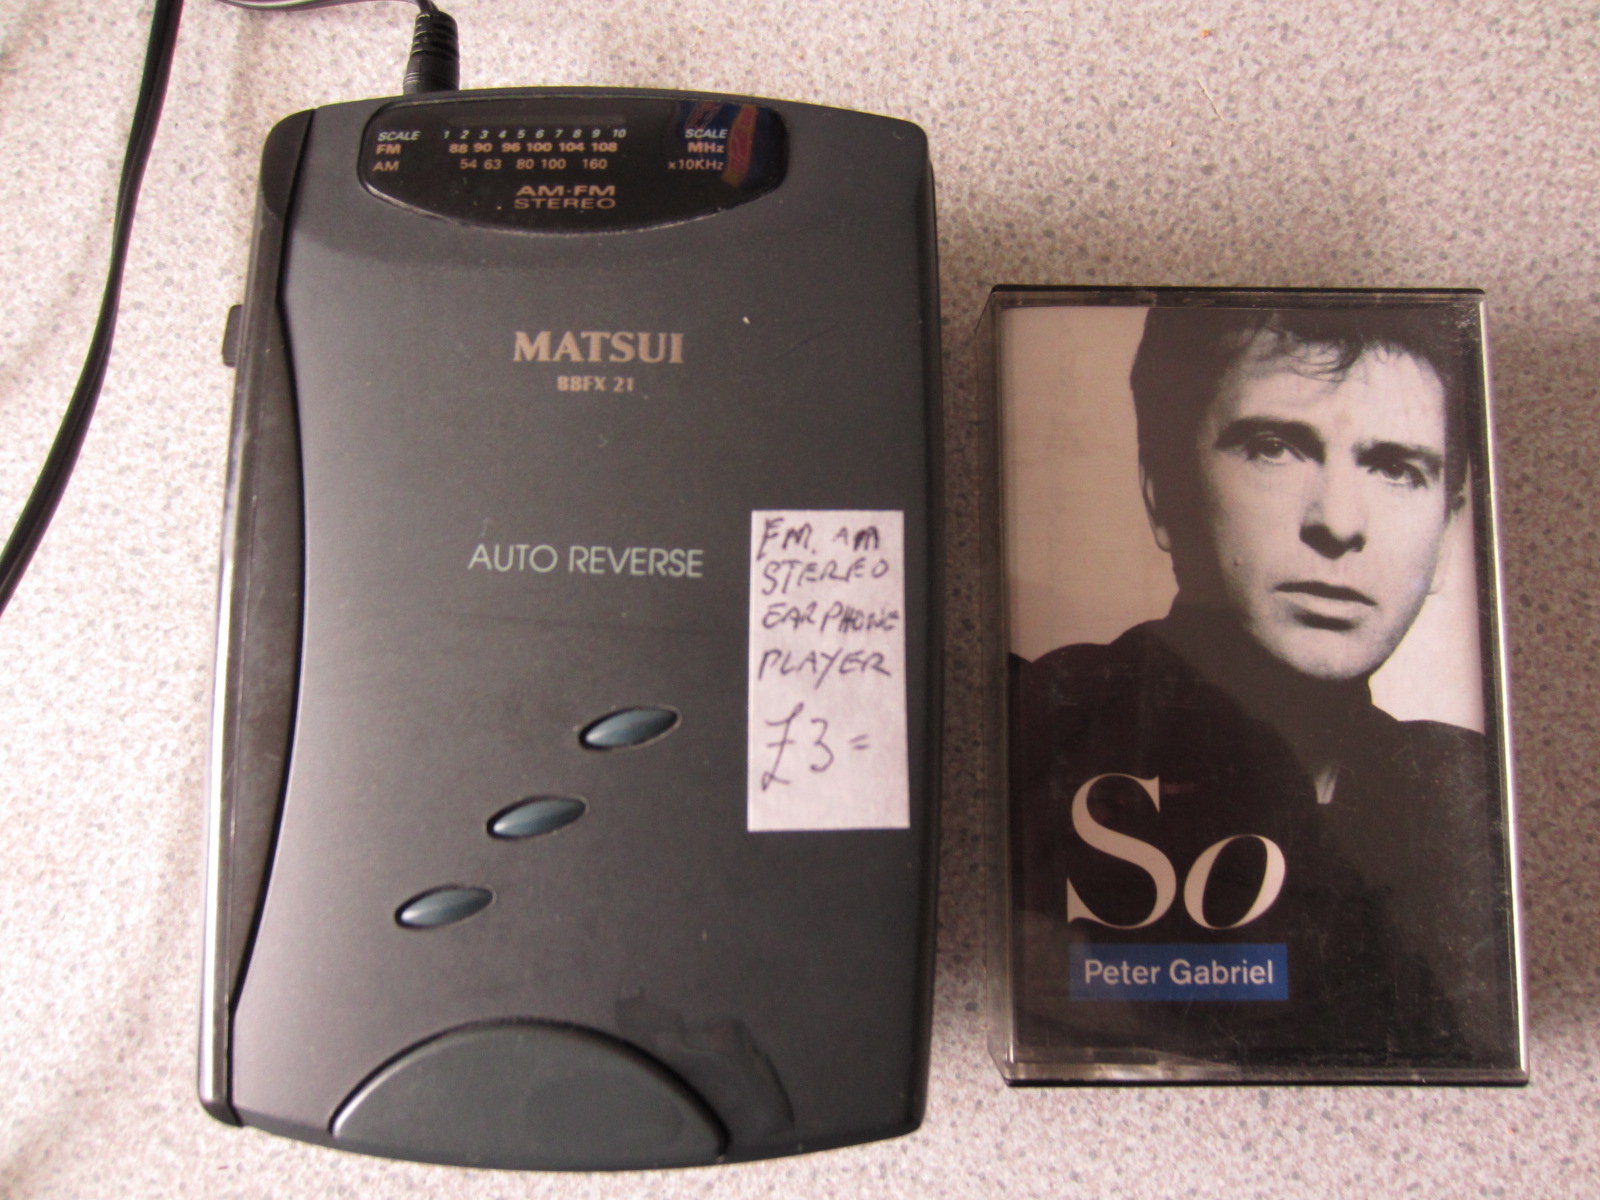 SCALE 1 2 3 4 5 6 7 8 9 10 SCALE
FM 88 90 96 100 104 108 MHz
AM 54 63 80 100 160 x10KHz
AM·FM
STEREO
MATSUI
88FX 21
AUTO REVERSE
FM. AM
STEREO
EARPHONE
PLAYER
£3=
So
Peter Gabriel